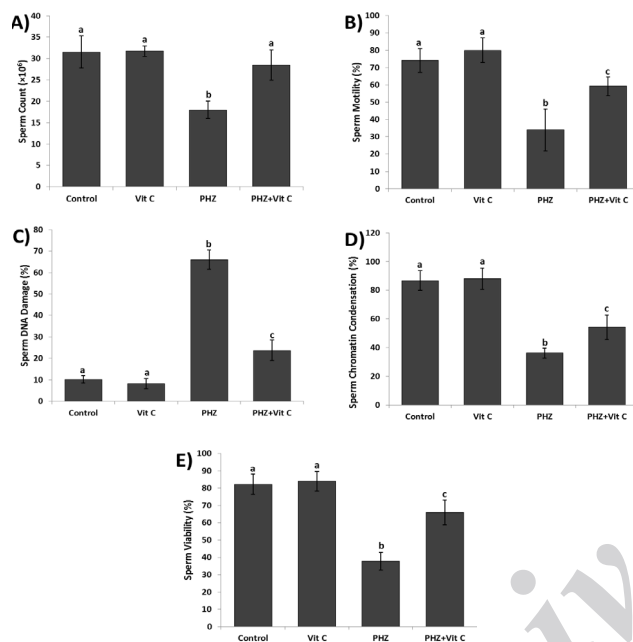 A)
Sperm Count (×10⁶)
40
35
30
25
20
15
10
5
0
a
a
b
a
Control
Vit C
PHZ
PHZ+Vit C
B)
Sperm Motility (%)
100
90
80
70
60
50
40
30
20
10
0
a
a
b
c
Control
Vit C
PHZ
PHZ+Vit C
C)
Sperm DNA Damage (%)
80
70
60
50
40
30
20
10
0
a
a
b
c
Control
Vit C
PHZ
PHZ+Vit C
D)
Sperm Chromatin Condensation (%)
120
100
80
60
40
20
0
a
a
b
c
Control
Vit C
PHZ
PHZ+Vit C
E)
Sperm Viability (%)
100
90
80
70
60
50
40
30
20
10
0
a
a
b
c
Control
Vit C
PHZ
PHZ+Vit C
iv